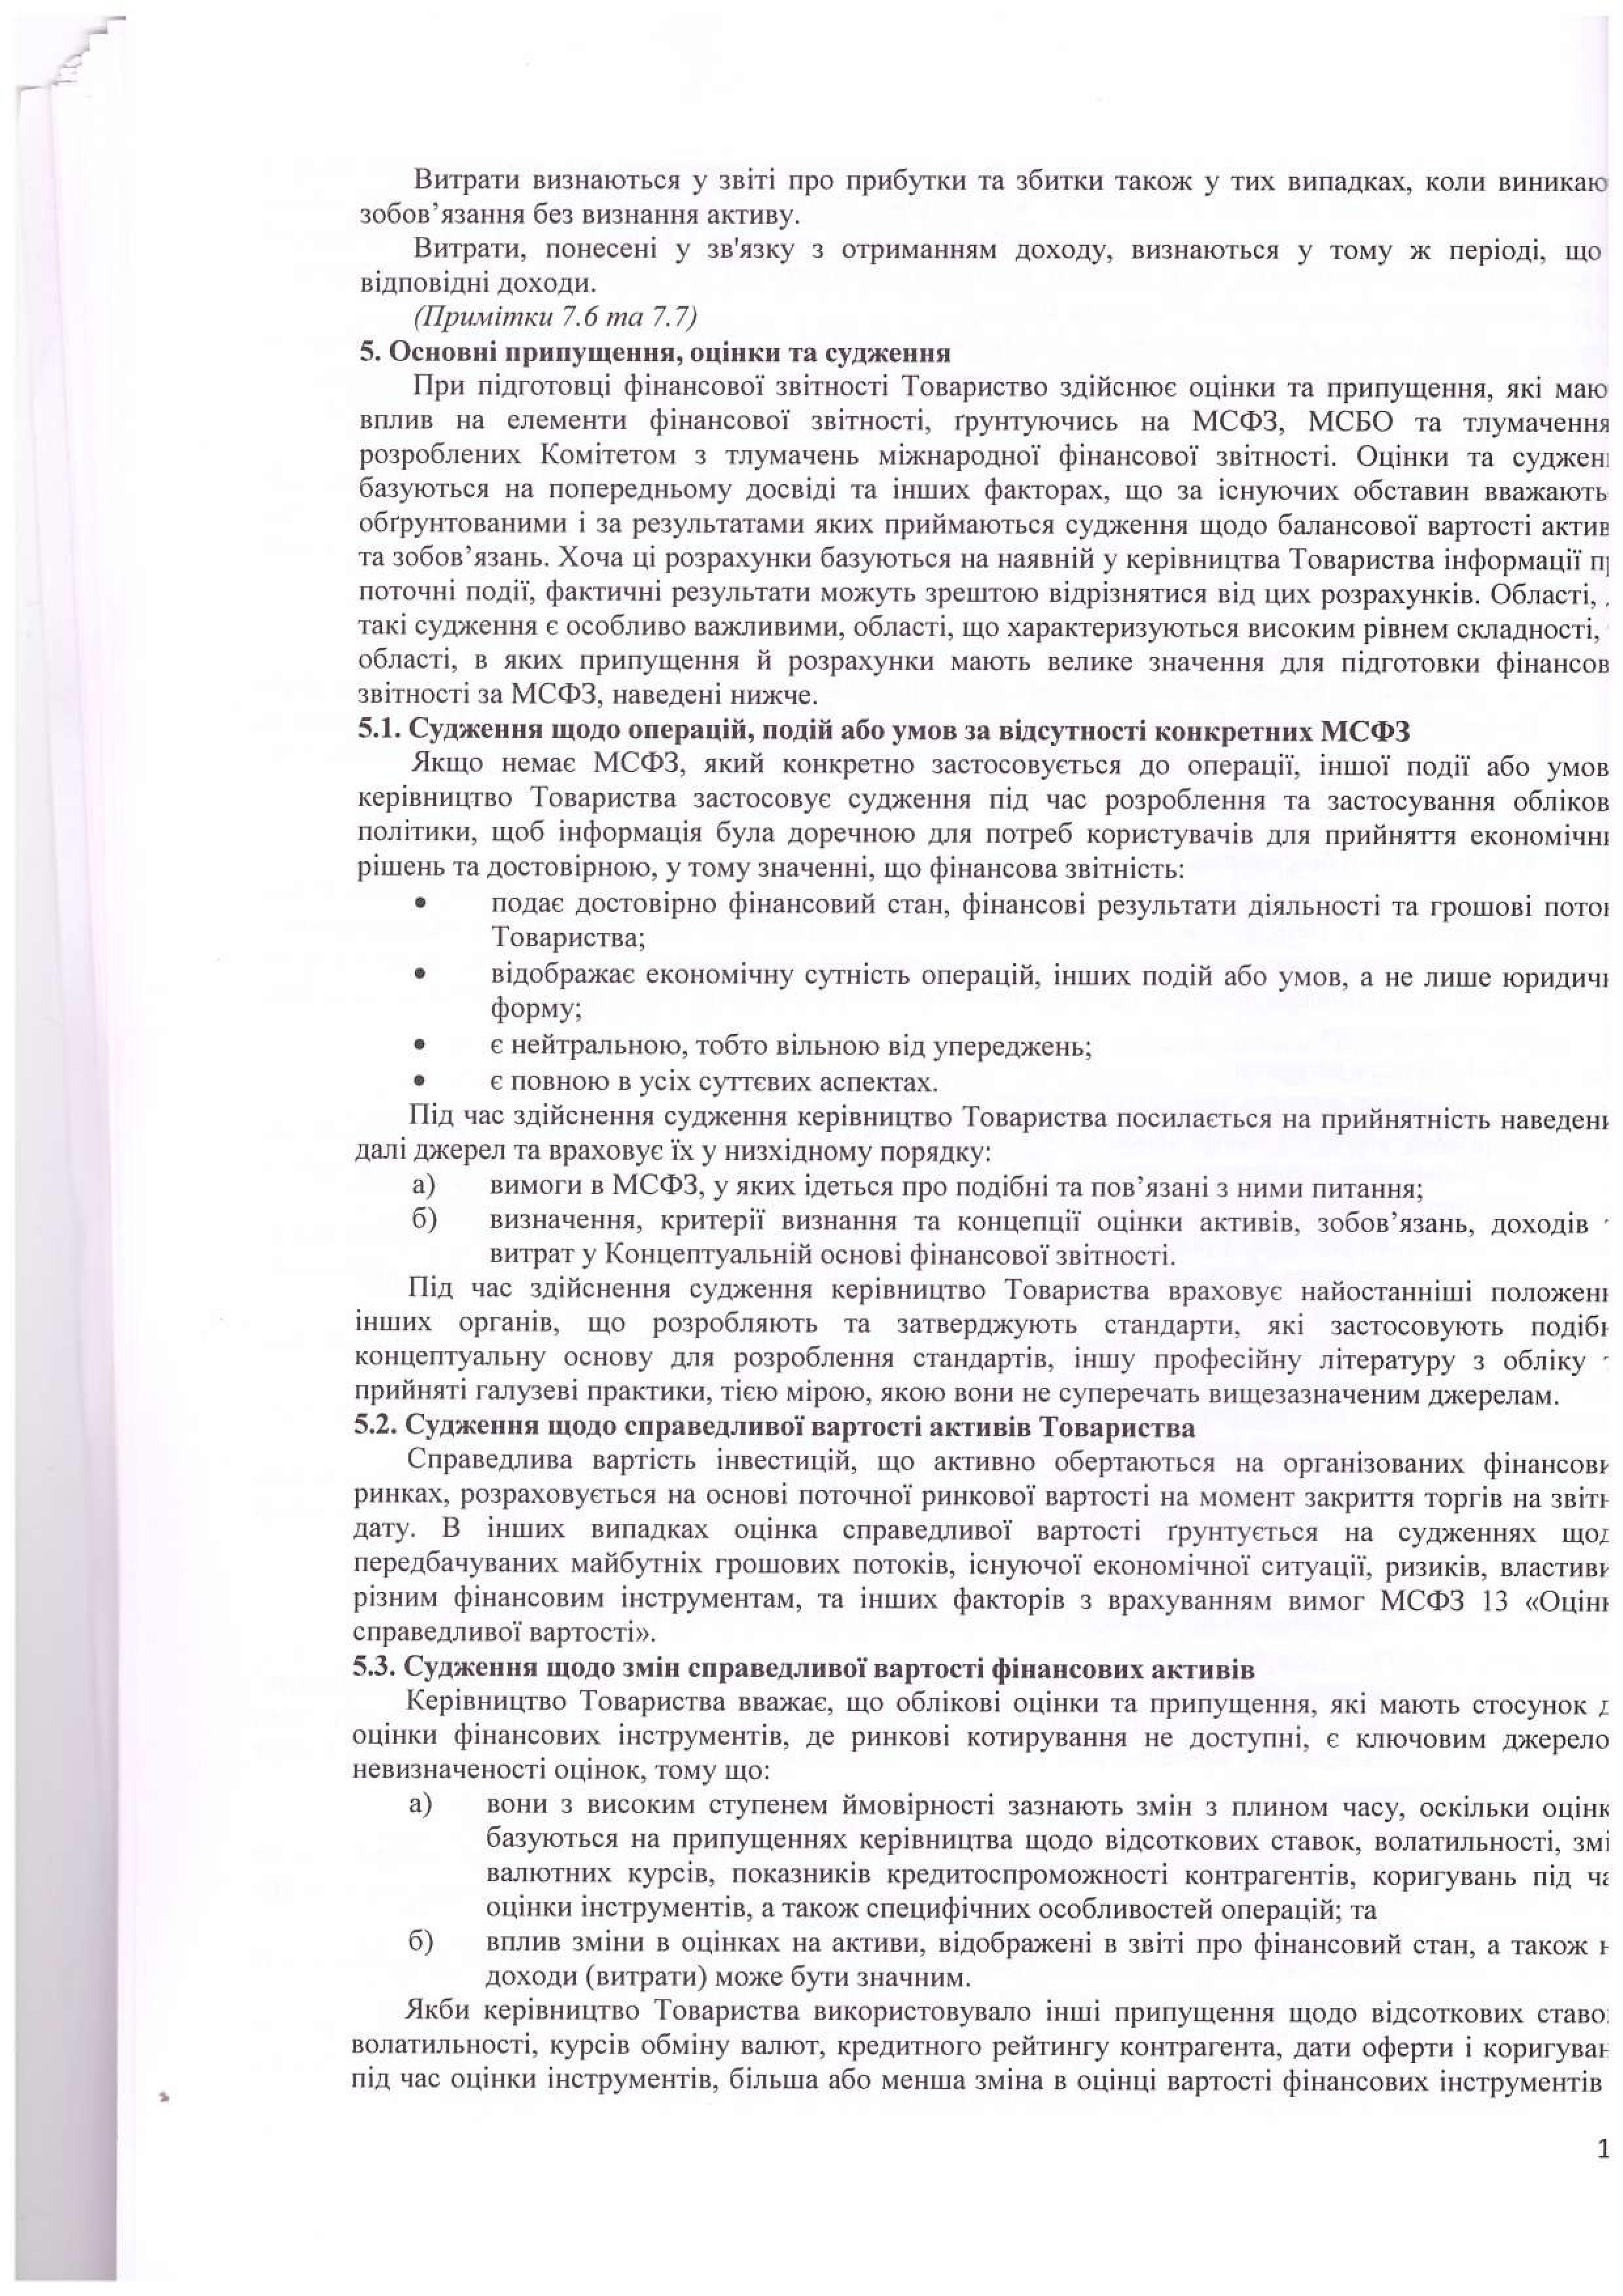 Витрати визнаються у звіті про прибутки та збитки також у тих випадках, коли виникаю
зобов’язання без визнання активу.
Витрати, понесені у зв'язку з отриманням доходу, визнаються у тому ж періоді, що
відповідні доходи.
(Примітки 7.6 та 7.7)
5. Основні припущення, оцінки та судження
При підготовці фінансової звітності Товариство здійснює оцінки та припущення, які маю
вплив на елементи фінансової звітності, ґрунтуючись на МСФЗ, МСБО та тлумачення
розроблених Комітетом з тлумачень міжнародної фінансової звітності. Оцінки та суджен
базуються на попередньому досвіді та інших факторах, що за існуючих обставин вважають
обґрунтованими і за результатами яких приймаються судження щодо балансової вартості актив
та зобов’язань. Хоча ці розрахунки базуються на наявній у керівництва Товариства інформації п
поточні події, фактичні результати можуть зрештою відрізнятися від цих розрахунків. Області,
такі судження є особливо важливими, області, що характеризуються високим рівнем складності,
області, в яких припущення й розрахунки мають велике значення для підготовки фінансов
звітності за МСФЗ, наведені нижче.
5.1. Судження щодо операцій, подій або умов за відсутності конкретних МСФЗ
Якщо немає МСФЗ, який конкретно застосовується до операції, іншої події або умов
керівництво Товариства застосовує судження під час розроблення та застосування обліков
політики, щоб інформація була доречною для потреб користувачів для прийняття економічн
рішень та достовірною, у тому значенні, що фінансова звітність:
• подає достовірно фінансовий стан, фінансові результати діяльності та грошові пото
Товариства;
• відображає економічну сутність операцій, інших подій або умов, а не лише юридич
форму;
• є нейтральною, тобто вільною від упереджень;
• є повною в усіх суттєвих аспектах.
Під час здійснення судження керівництво Товариства посилається на прийнятність наведен
далі джерел та враховує їх у низхідному порядку:
а) вимоги в МСФЗ, у яких ідеться про подібні та пов’язані з ними питання;
б) визначення, критерії визнання та концепції оцінки активів, зобов’язань, доходів
витрат у Концептуальній основі фінансової звітності.
Під час здійснення судження керівництво Товариства враховує найостанніші положен
інших органів, що розробляють та затверджують стандарти, які застосовують подіб
концептуальну основу для розроблення стандартів, іншу професійну літературу з обліку
прийняті галузеві практики, тією мірою, якою вони не суперечать вищезазначеним джерелам.
5.2. Судження щодо справедливої вартості активів Товариства
Справедлива вартість інвестицій, що активно обертаються на організованих фінансов
ринках, розраховується на основі поточної ринкової вартості на момент закриття торгів на звіт
дату. В інших випадках оцінка справедливої вартості ґрунтується на судженнях щод
передбачуваних майбутніх грошових потоків, існуючої економічної ситуації, ризиків, властив
різним фінансовим інструментам, та інших факторів з врахуванням вимог МСФЗ 13 «Оцін
справедливої вартості».
5.3. Судження щодо змін справедливої вартості фінансових активів
Керівництво Товариства вважає, що облікові оцінки та припущення, які мають стосунок д
оцінки фінансових інструментів, де ринкові котирування не доступні, є ключовим джерело
невизначеності оцінок, тому що:
а) вони з високим ступенем ймовірності зазнають змін з плином часу, оскільки оцінк
базуються на припущеннях керівництва щодо відсоткових ставок, волатильності, змі
валютних курсів, показників кредитоспроможності контрагентів, коригувань під ча
оцінки інструментів, а також специфічних особливостей операцій; та
б) вплив зміни в оцінках на активи, відображені в звіті про фінансовий стан, а також н
доходи (витрати) може бути значним.
Якби керівництво Товариства використовувало інші припущення щодо відсоткових ставо
волатильності, курсів обміну валют, кредитного рейтингу контрагента, дати оферти і коригуван
під час оцінки інструментів, більша або менша зміна в оцінці вартості фінансових інструментів
1